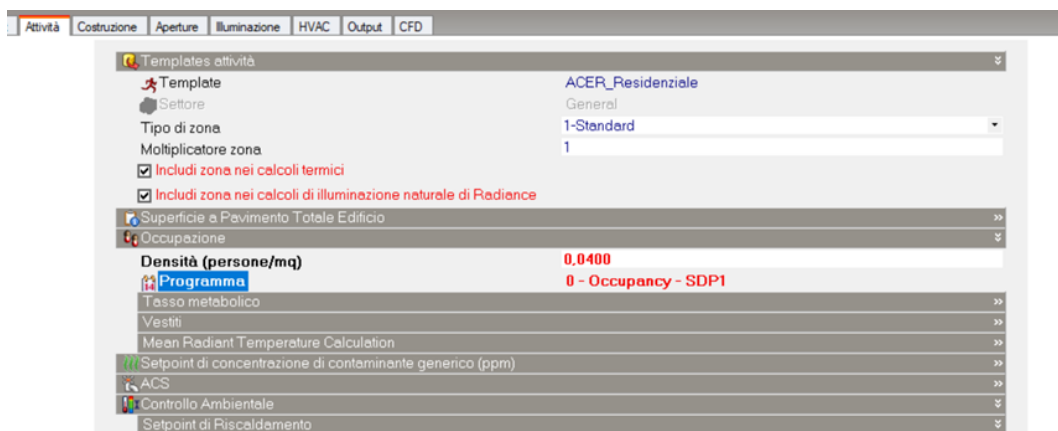 Attività Costruzione Aperture Illuminazione HVAC Output CFD
Templates attività
Template ACER_Residenziale
Settore General
Tipo di zona 1-Standard
Moltiplicatore zona 1
Includi zona nei calcoli termici
Includi zona nei calcoli di illuminazione naturale di Radiance
Superficie a Pavimento Totale Edificio
Occupazione
Densità (persone/mq) 0,0400
Programma 0 - Occupancy - SDP1
Tasso metabolico
Vestiti
Mean Radiant Temperature Calculation
Setpoint di concentrazione di contaminante generico (ppm)
ACS
Controllo Ambientale
Setpoint di Riscaldamento